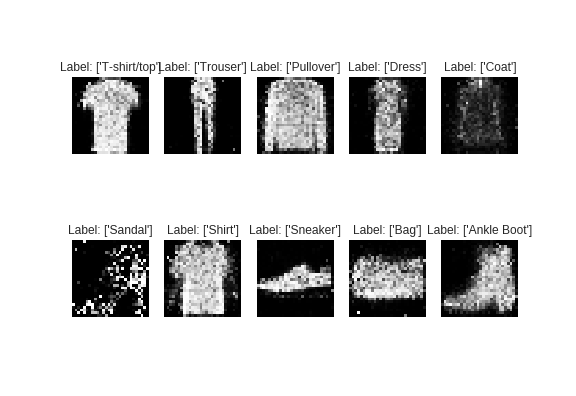 Label: ['T-shirt/top']
Label: ['Trouser']
Label: ['Pullover']
Label: ['Dress']
Label: ['Coat']
Label: ['Sandal']
Label: ['Shirt']
Label: ['Sneaker']
Label: ['Bag']
Label: ['Ankle Boot']